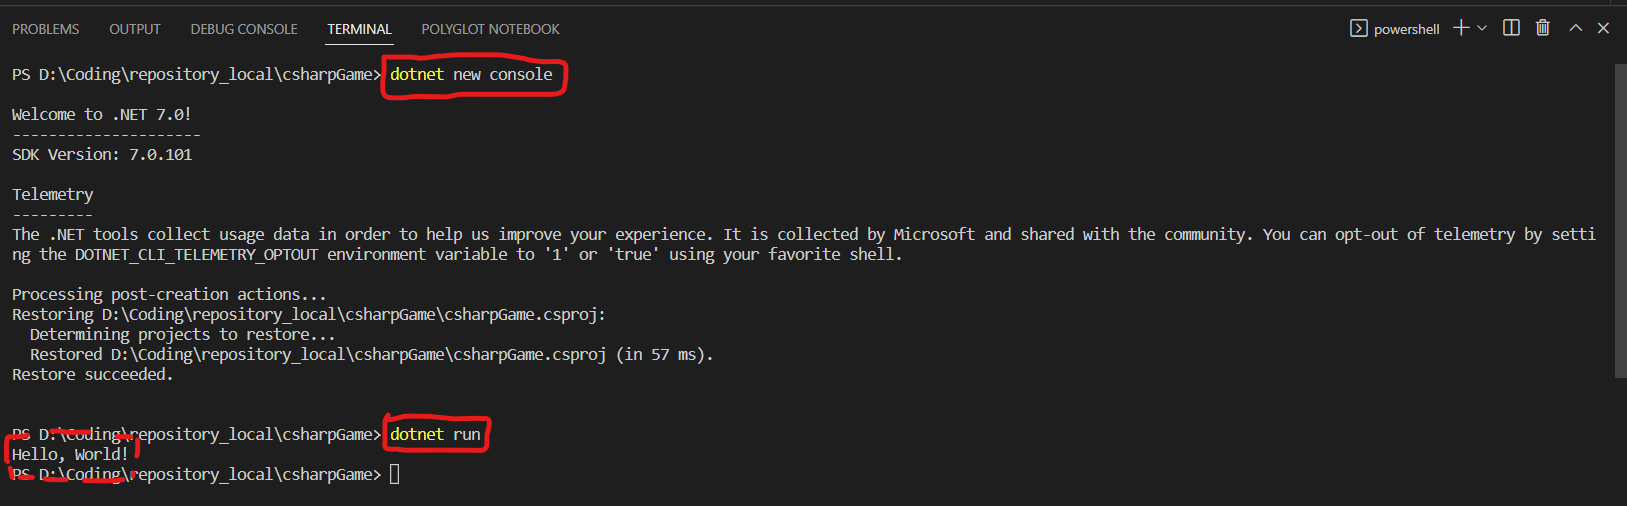 PROBLEMS OUTPUT DEBUG CONSOLE TERMINAL POLYGLOT NOTEBOOK powershell
PS D:\Coding\repository_local\csharpGame> dotnet new console
Welcome to .NET 7.0!
---------------------
SDK Version: 7.0.101
Telemetry
---------
The .NET tools collect usage data in order to help us improve your experience. It is collected by Microsoft and shared with the community. You can opt-out of telemetry by setti
ng the DOTNET_CLI_TELEMETRY_OPTOUT environment variable to '1' or 'true' using your favorite shell.
Processing post-creation actions...
Restoring D:\Coding\repository_local\csharpGame\csharpGame.csproj:
  Determining projects to restore...
  Restored D:\Coding\repository_local\csharpGame\csharpGame.csproj (in 57 ms).
Restore succeeded.
PS D:\Coding\repository_local\csharpGame> dotnet run
Hello, World!
PS D:\Coding\repository_local\csharpGame>